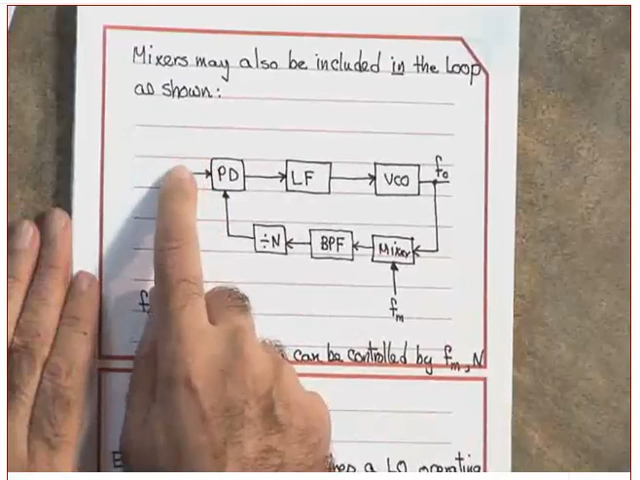 Mixers may also be included in the Loop
as shown:
PD
LF
VCO
fo
÷N
BPF
Mixer
fm
can be controlled by fm, N
a LO operating